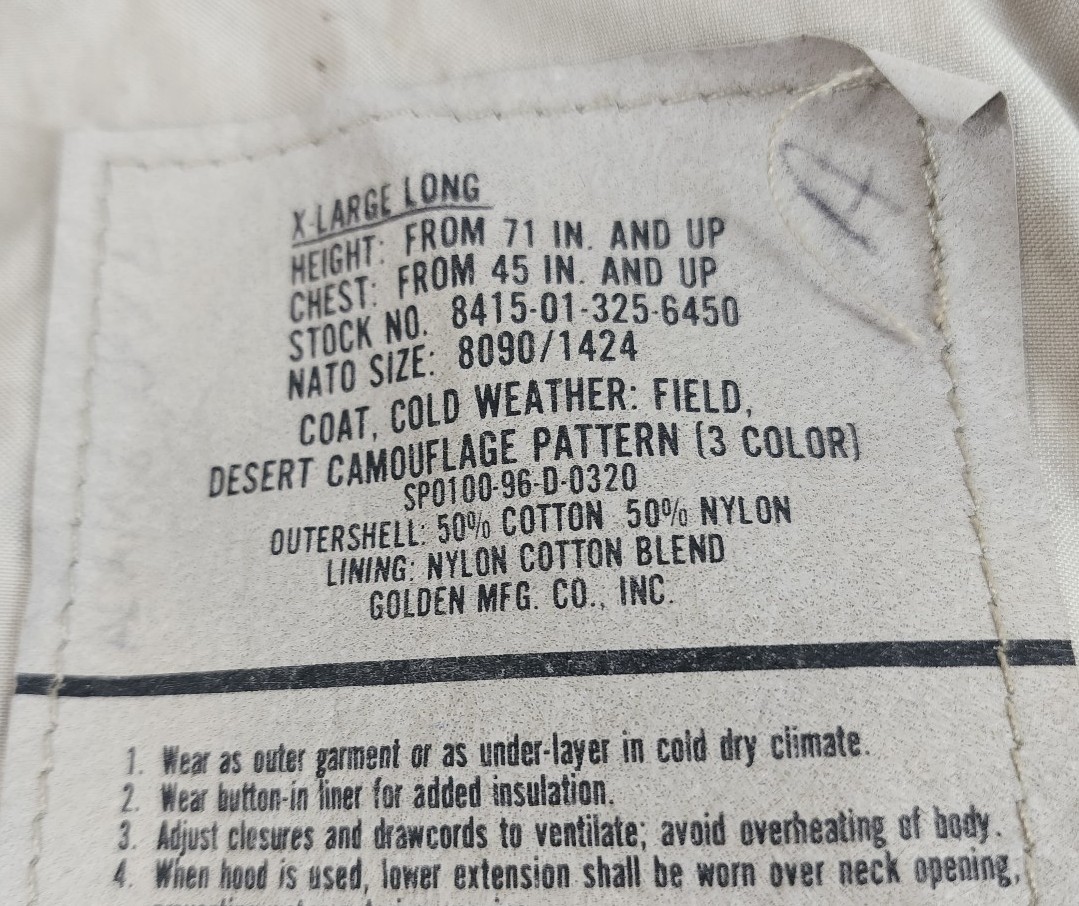 X-LARGE LONG
HEIGHT: FROM 71 IN. AND UP
CHEST: FROM 45 IN. AND UP
STOCK NO. 8415-01-325-6450
NATO SIZE: 8090/1424
COAT, COLD WEATHER: FIELD,
DESERT CAMOUFLAGE PATTERN (3 COLOR)
SPO100-96-D-0320
OUTERSHELL: 50% COTTON 50% NYLON
LINING: NYLON COTTON BLEND
GOLDEN MFG. CO., INC.
1. Wear as outer garment or as under-layer in cold dry climate.
2. Wear button-in liner for added insulation.
3. Adjust closures and drawcords to ventilate; avoid overheating of body.
4. When hood is used, lower extension shall be worn over neck opening,